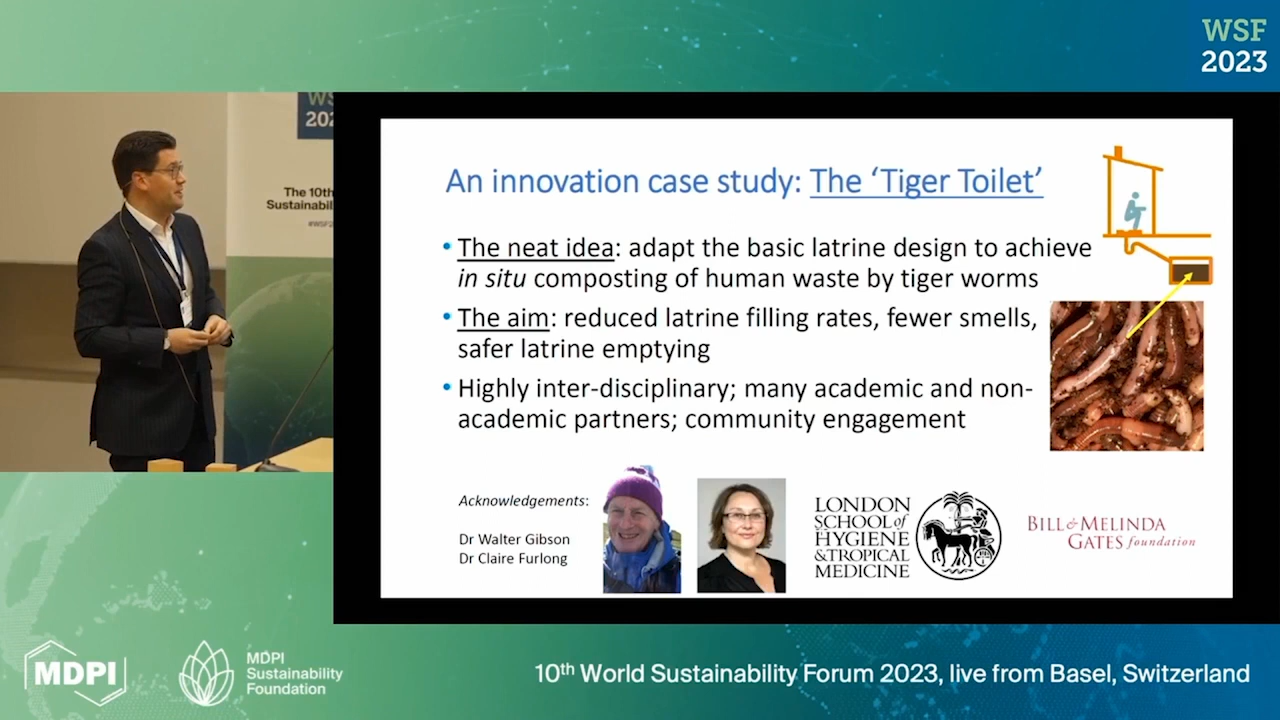 WSF
2023
WS
202
The 10th
Sustainabil
#WSF2
An innovation case study: The ‘Tiger Toilet’
• The neat idea: adapt the basic latrine design to achieve
in situ composting of human waste by tiger worms
• The aim: reduced latrine filling rates, fewer smells,
safer latrine emptying
• Highly inter-disciplinary; many academic and non-
academic partners; community engagement
Acknowledgements:
Dr Walter Gibson
Dr Claire Furlong
LONDON
SCHOOL of
HYGIENE
& TROPICAL
MEDICINE
BILL & MELINDA
GATES foundation
MDPI
MDPI
Sustainability
Foundation
10th World Sustainability Forum 2023, live from Basel, Switzerland